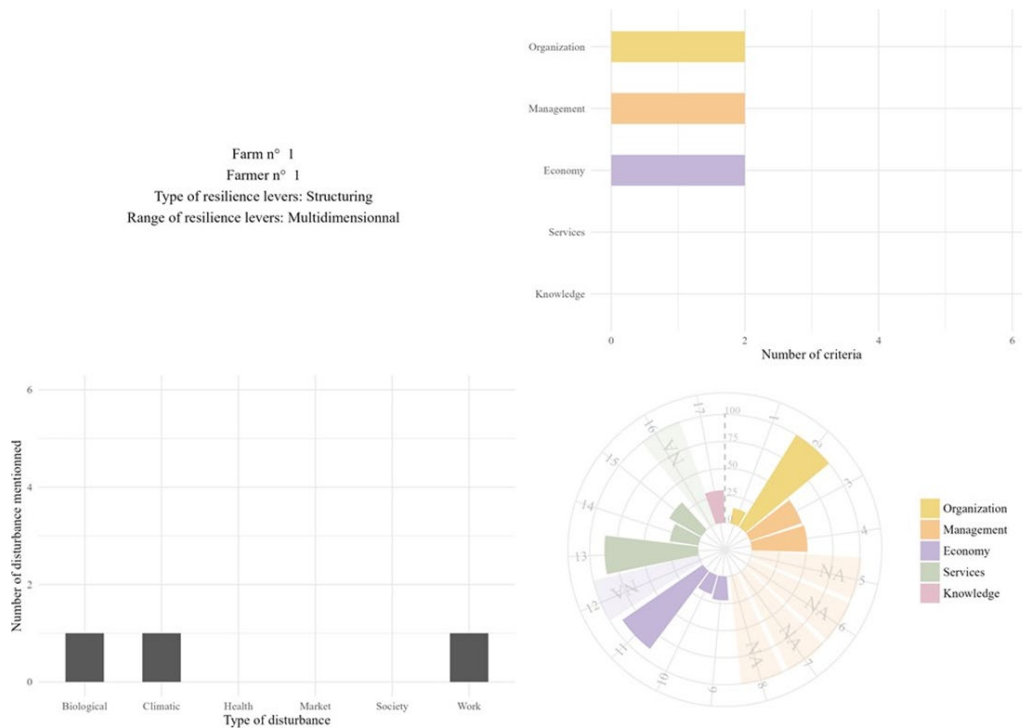 Farm n° 1
Farmer n° 1
Type of resilience levers: Structuring
Range of resilience levers: Multidimensionnal
Organization
Management
Economy
Services
Knowledge
0 2 4 6
Number of criteria
6
4
2
0
Number of disturbance mentionned
Biological Climatic Health Market Society Work
Type of disturbance
100
75
50
25
1
2
3
4
5
6
7
8
9
10
11
12
13
14
15
16
17
NA
NA
NA
NA
NA
NA
Organization
Management
Economy
Services
Knowledge